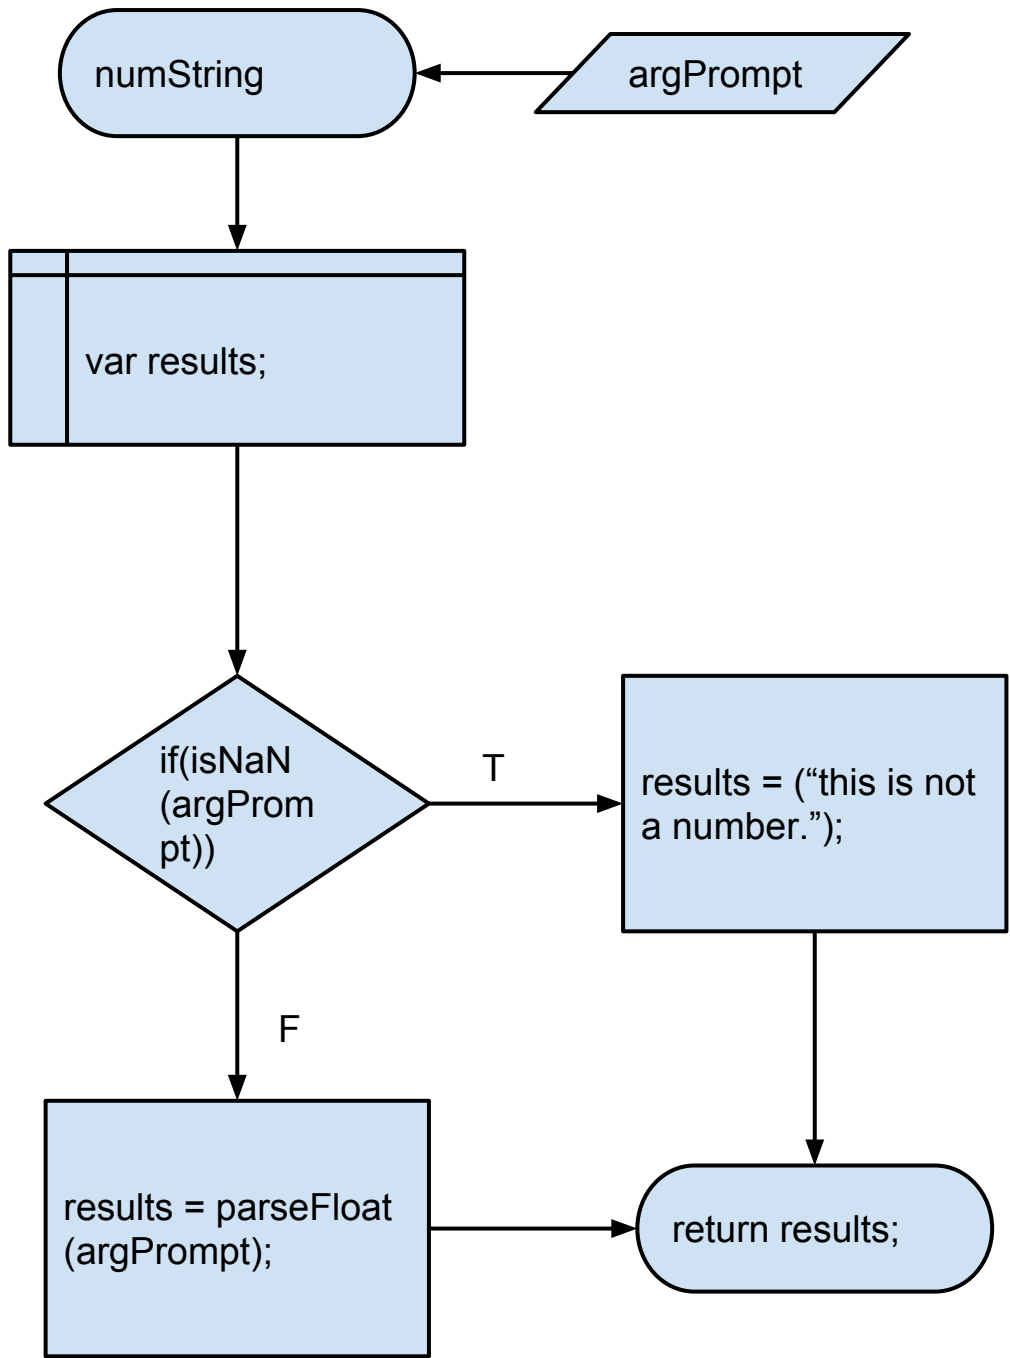 numString
argPrompt
var results;
if(isNaN
(argProm
pt))
T
results = (“this is not
a number.”);
F
results = parseFloat
(argPrompt);
return results;